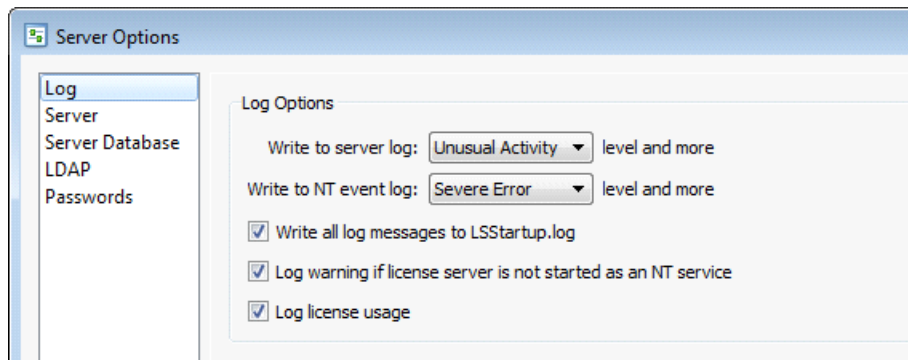 Server Options
Log
Server
Server Database
LDAP
Passwords
Log Options
Write to server log: Unusual Activity level and more
Write to NT event log: Severe Error level and more
Write all log messages to LSStartup.log
Log warning if license server is not started as an NT service
Log license usage